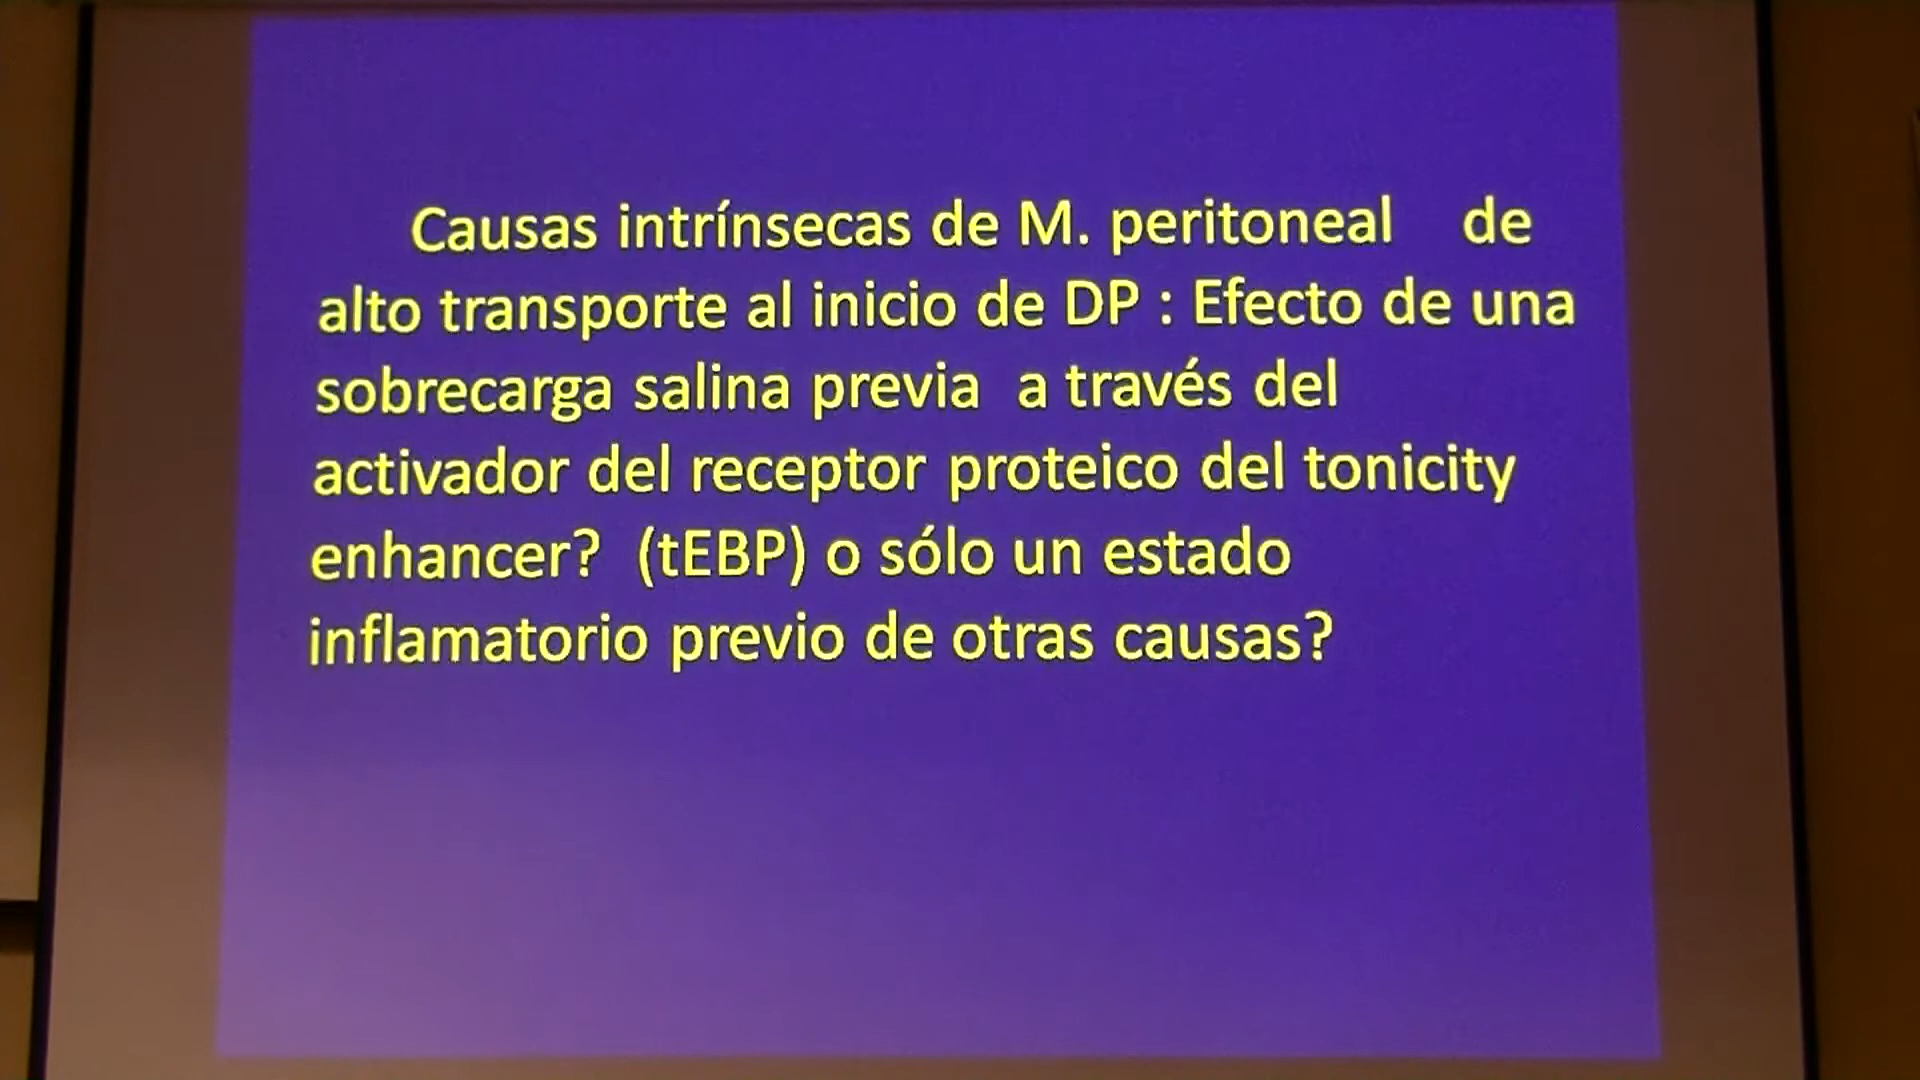 Causas intrínsecas de M. peritoneal de
alto transporte al inicio de DP : Efecto de una
sobrecarga salina previa a través del
activador del receptor proteico del tonicity
enhancer? (tEBP) o sólo un estado
inflamatorio previo de otras causas?